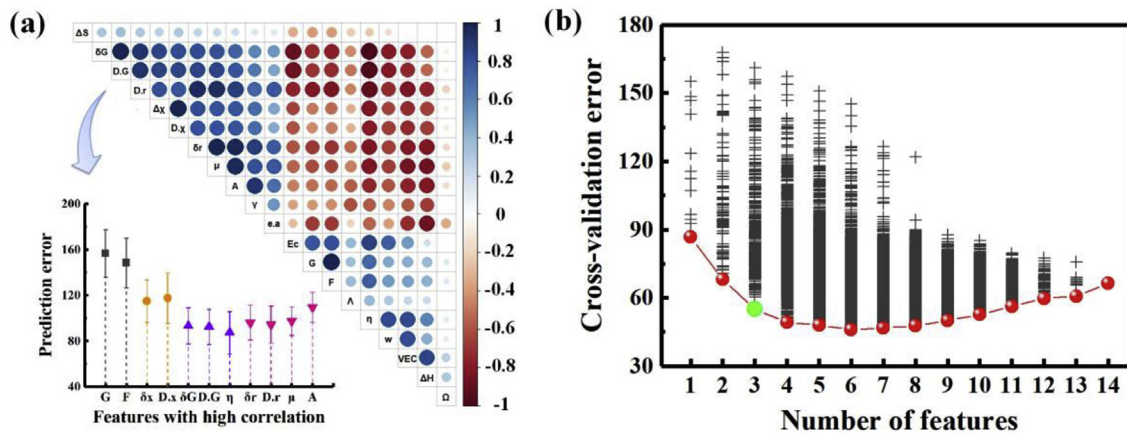 (a)
ΔS
δG
D.G
D.r
Δχ
D.χ
δr
μ
A
γ
e.a
Ec
G
F
Λ
η
w
VEC
ΔH
Ω
1
0.8
0.6
0.4
0.2
0
-0.2
-0.4
-0.6
-0.8
-1
Prediction error
200
160
120
80
40
G F δx D.x δG D.G η δr D.r μ A
Features with high correlation
(b)
Cross-validation error
180
150
120
90
60
30
1 2 3 4 5 6 7 8 9 10 11 12 13 14
Number of features